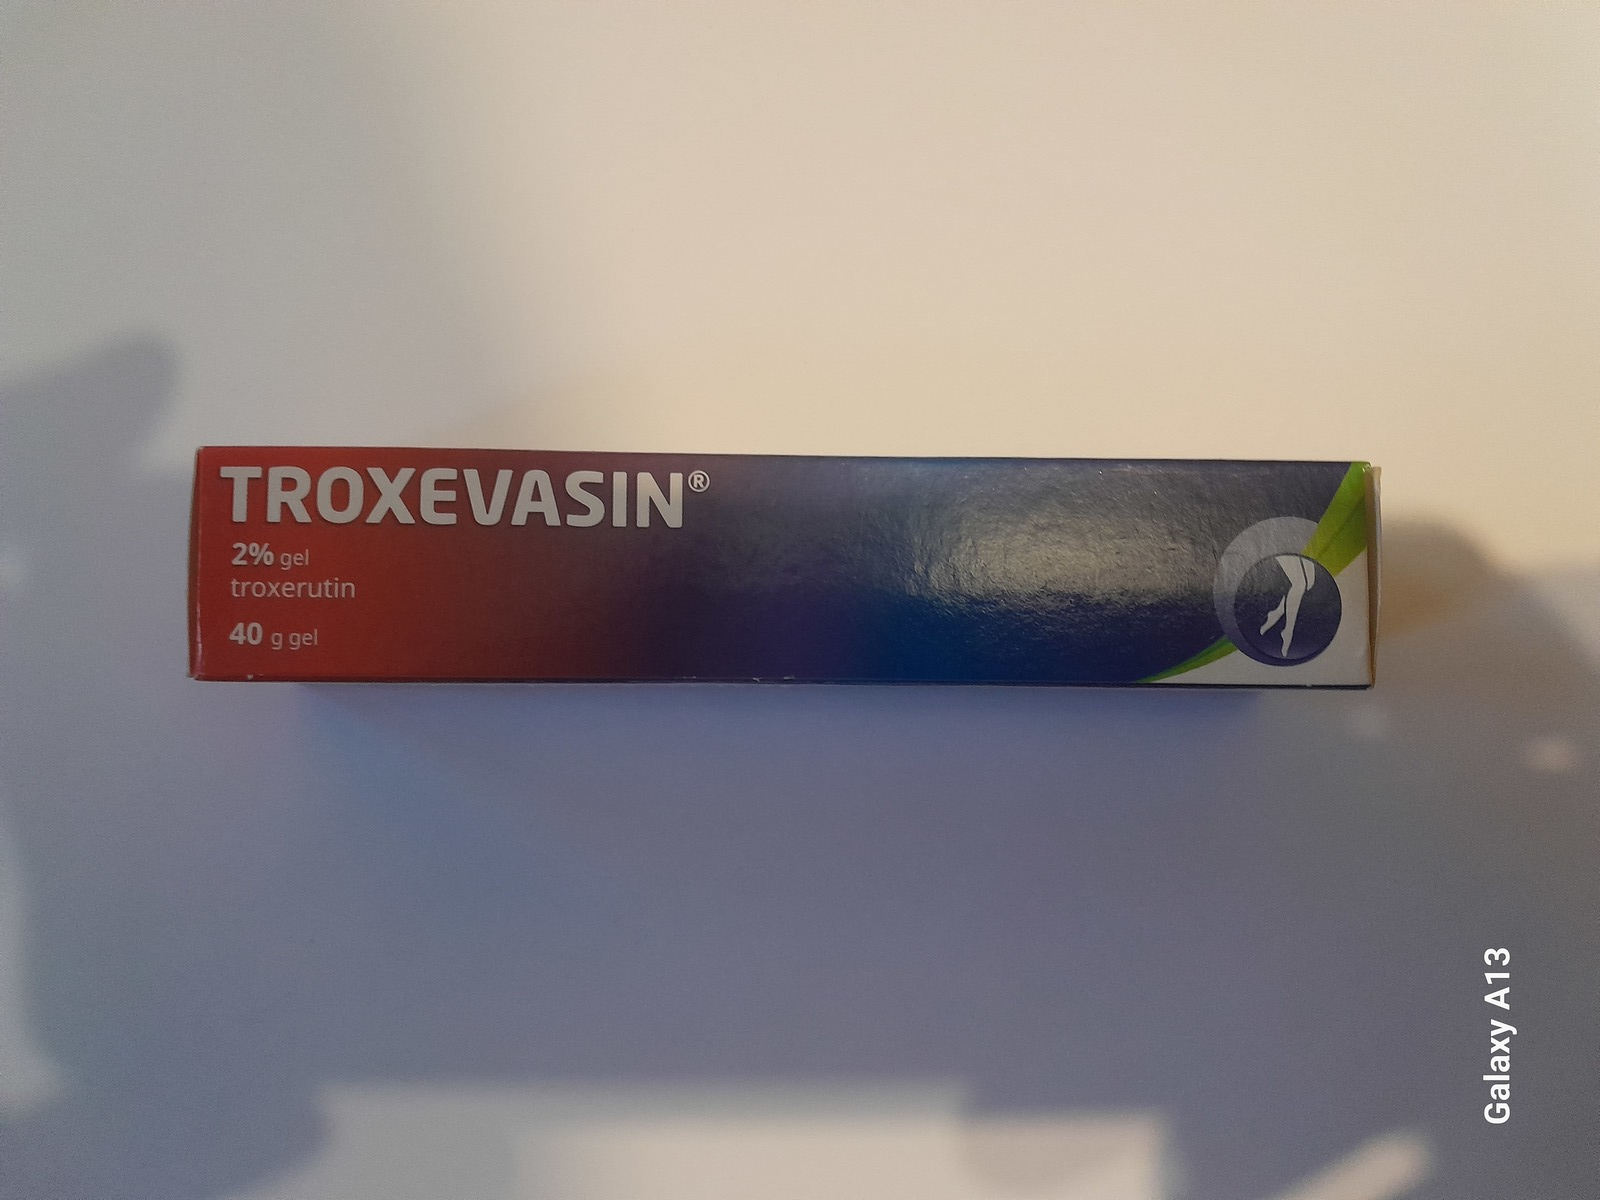 TROXEVASIN®
2% gel
troxerutin
40 g gel
Galaxy A13